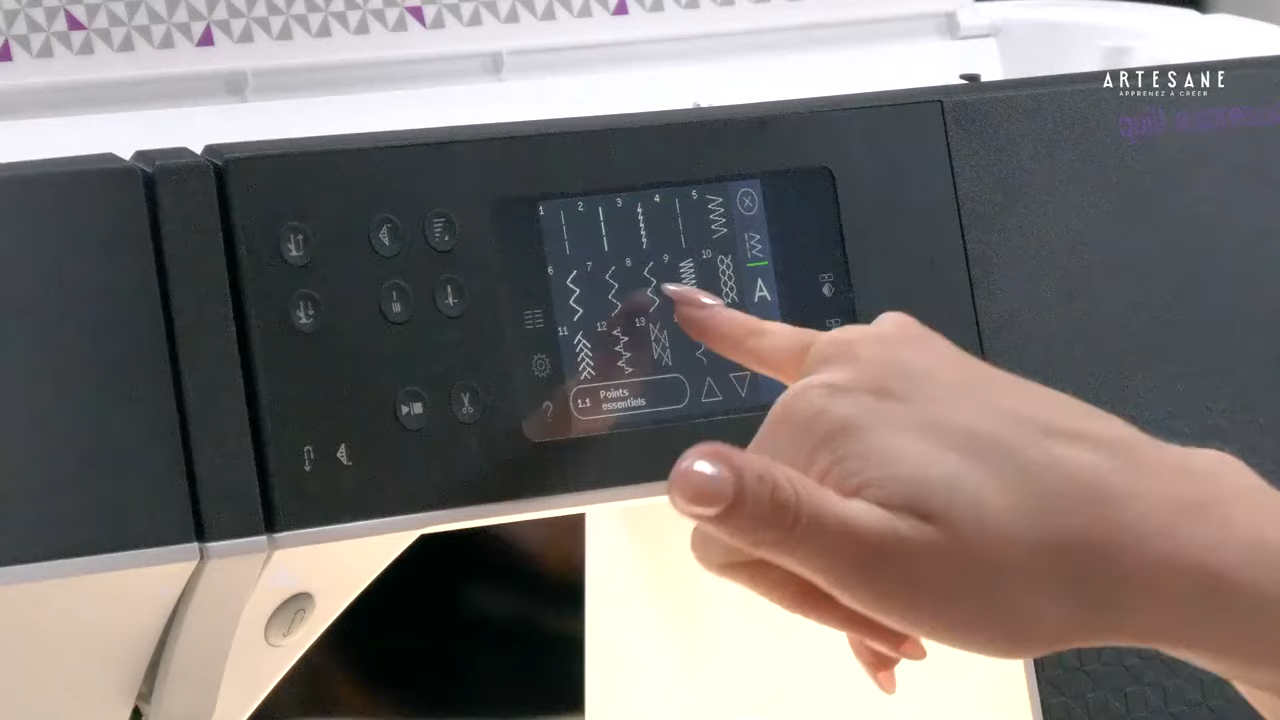 ARTESANE
APPRENEZ À CRÉER
quilt
1 2 3 4 5
6 7 8 9 10
A
11 12 13
1.1 Points
essentiels
?